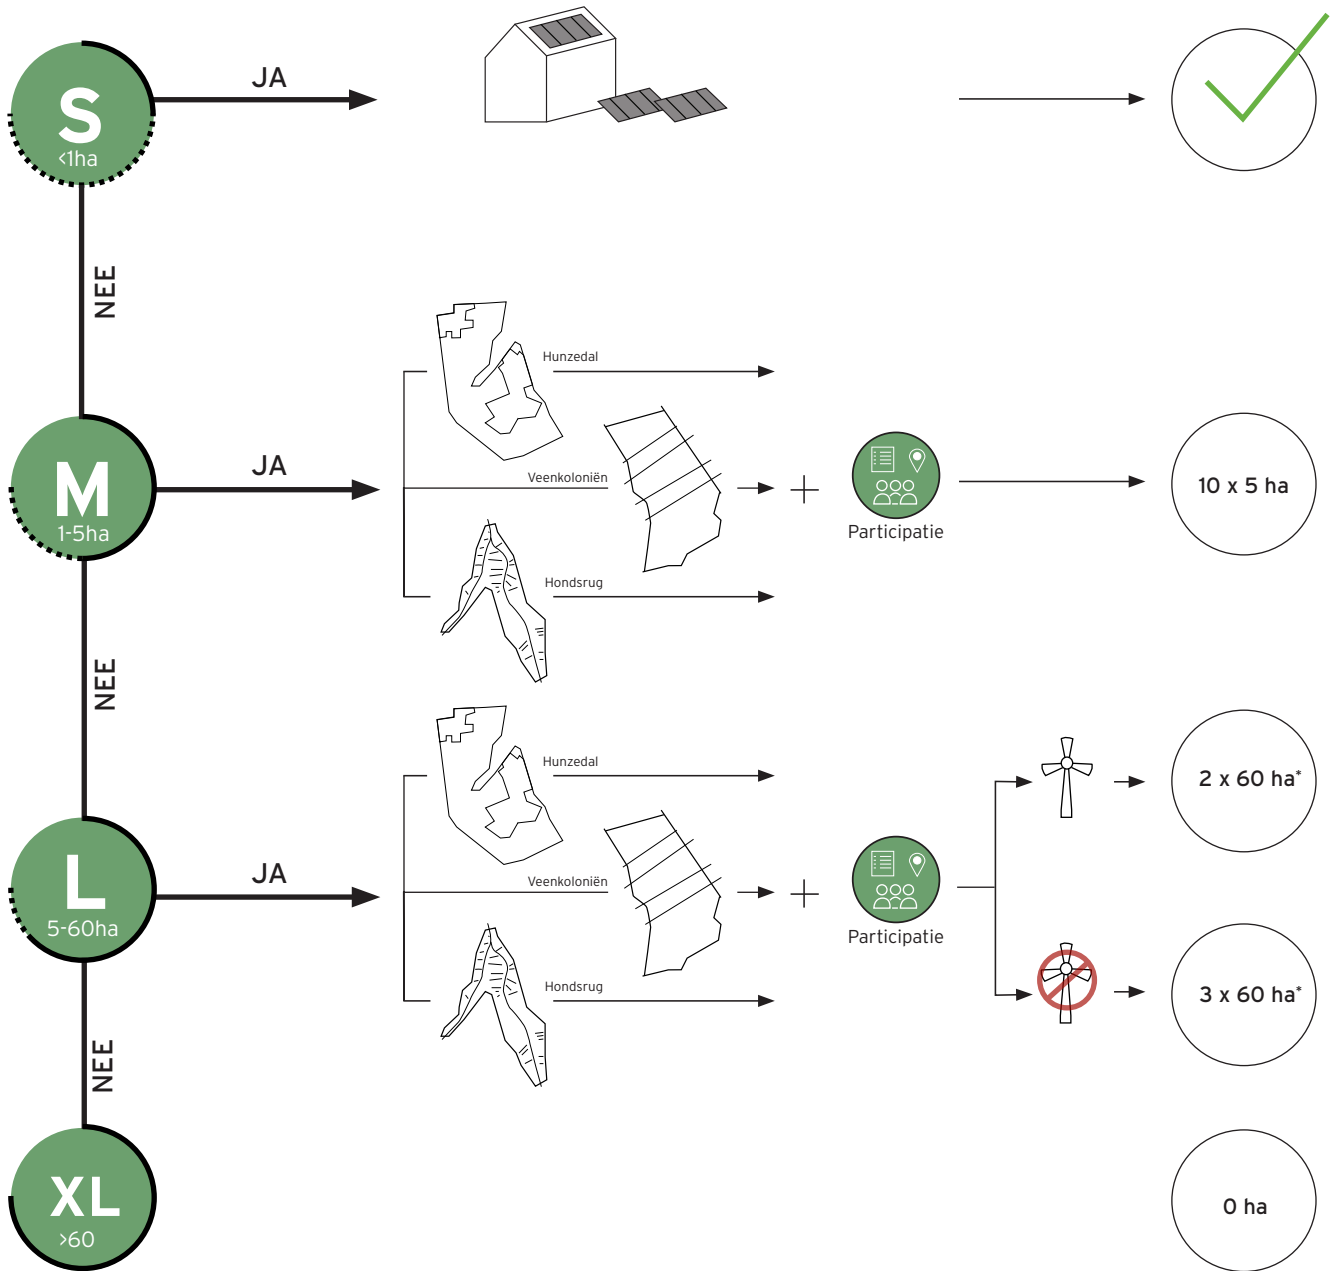 S
<1ha
JA
NEE
M
1-5ha
JA
Hunzedal
Veenkoloniën
Hondsrug
Participatie
10 x 5 ha
NEE
L
5-60ha
JA
Hunzedal
Veenkoloniën
Hondsrug
Participatie
2 x 60 ha*
3 x 60 ha*
NEE
XL
>60
0 ha